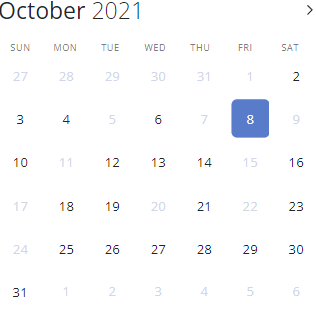 October 2021
SUN MON TUE WED THU FRI SAT
27 28 29 30 31 1 2
3 4 5 6 7 8 9
10 11 12 13 14 15 16
17 18 19 20 21 22 23
24 25 26 27 28 29 30
31 1 2 3 4 5 6